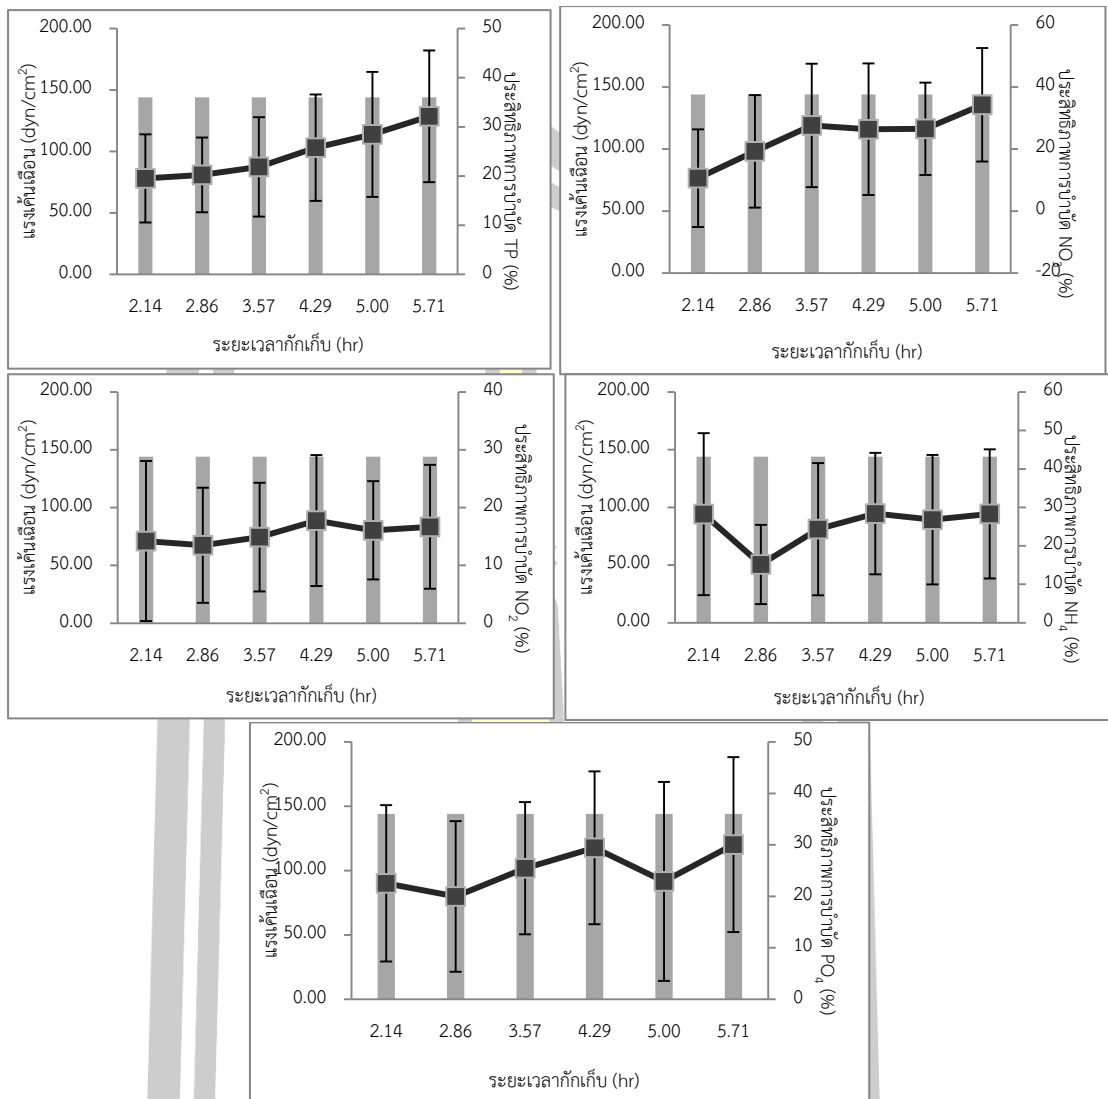 200.00
150.00
100.00
50.00
0.00
แรงเค้นเฉือน (dyn/cm²)
50
40
30
20
10
0
ประสิทธิภาพการบำบัด TP (%)
2.14 2.86 3.57 4.29 5.00 5.71
ระยะเวลากักเก็บ (hr)
200.00
150.00
100.00
50.00
0.00
แรงเค้นเฉือน (dyn/cm²)
60
40
20
0
-20
ประสิทธิภาพการบำบัด NO₃ (%)
2.14 2.86 3.57 4.29 5.00 5.71
ระยะเวลากักเก็บ (hr)
200.00
150.00
100.00
50.00
0.00
แรงเค้นเฉือน (dyn/cm²)
40
30
20
10
0
ประสิทธิภาพการบำบัด NO₂ (%)
2.14 2.86 3.57 4.29 5.00 5.71
ระยะเวลากักเก็บ (hr)
200.00
150.00
100.00
50.00
0.00
แรงเค้นเฉือน (dyn/cm²)
60
50
40
30
20
10
0
ประสิทธิภาพการบำบัด NH₄ (%)
2.14 2.86 3.57 4.29 5.00 5.71
ระยะเวลากักเก็บ (hr)
200.00
150.00
100.00
50.00
0.00
แรงเค้นเฉือน (dyn/cm²)
50
40
30
20
10
0
ประสิทธิภาพการบำบัด PO₄ (%)
2.14 2.86 3.57 4.29 5.00 5.71
ระยะเวลากักเก็บ (hr)